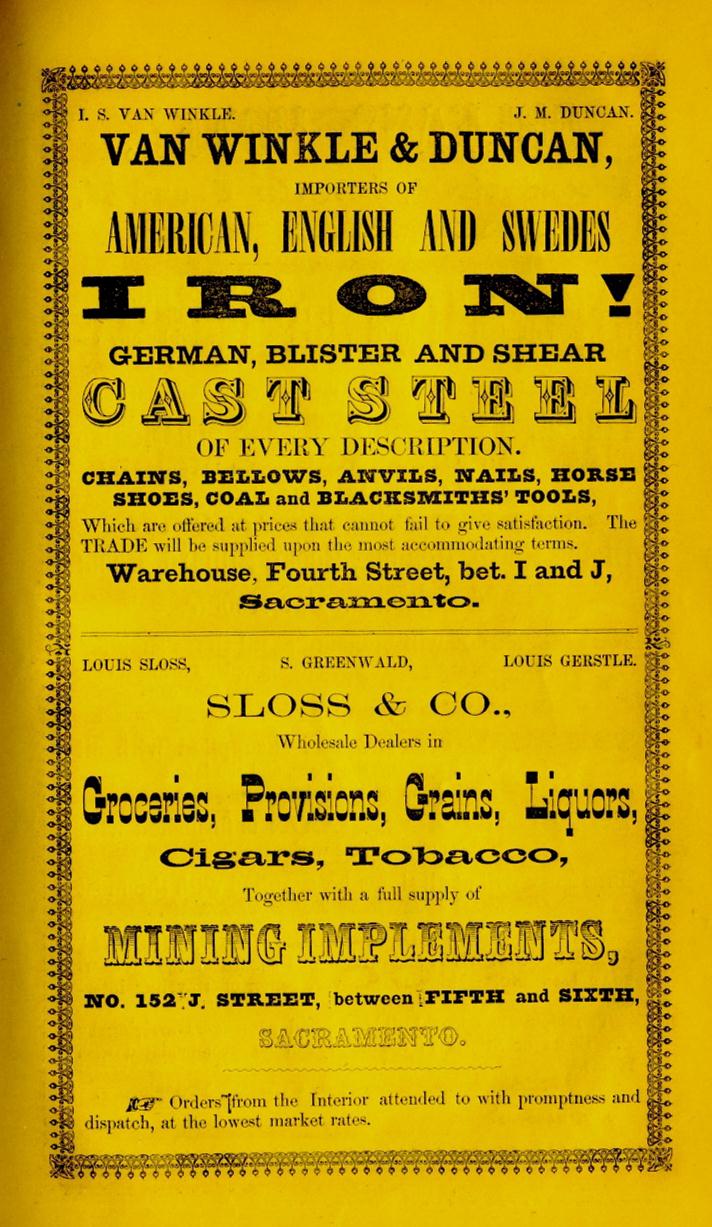 I. S. VAN WINKLE. J. M. DUNCAN.
VAN WINKLE & DUNCAN,
IMPORTERS OF
AMERICAN, ENGLISH AND SWEDES
IRON!
GERMAN, BLISTER AND SHEAR
CAST STEEL
OF EVERY DESCRIPTION.
CHAINS, BELLOWS, ANVILS, NAILS, HORSE
SHOES, COAL and BLACKSMITHS' TOOLS,
Which are offered at prices that cannot fail to give satisfaction. The
TRADE will be supplied upon the most accommodating terms.
Warehouse, Fourth Street, bet. I and J,
Sacramento.
LOUIS SLOSS, S. GREENWALD, LOUIS GERSTLE.
SLOSS & CO.,
Wholesale Dealers in
Groceries, Provisions, Grains, Liquors,
Cigars, Tobacco,
Together with a full supply of
MINING IMPLEMENTS,
NO. 152 J. STREET, between FIFTH and SIXTH,
SACRAMENTO.
☞ Orders from the Interior attended to with promptness and
dispatch, at the lowest market rates.